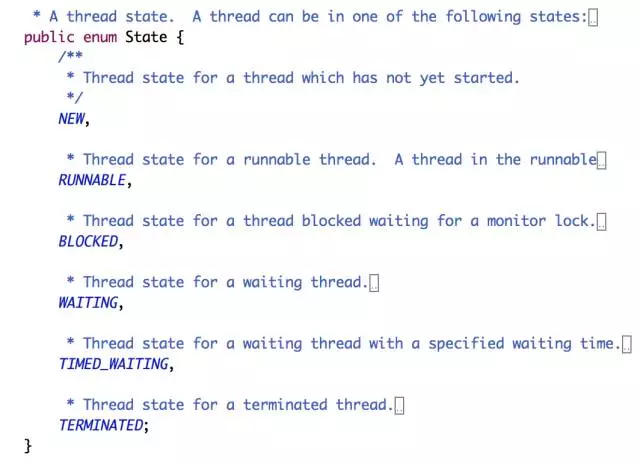 * A thread state.  A thread can be in one of the following states:
public enum State {
/**
* Thread state for a thread which has not yet started.
*/
NEW,
* Thread state for a runnable thread.  A thread in the runnable
RUNNABLE,
* Thread state for a thread blocked waiting for a monitor lock.
BLOCKED,
* Thread state for a waiting thread.
WAITING,
* Thread state for a waiting thread with a specified waiting time.
TIMED_WAITING,
* Thread state for a terminated thread.
TERMINATED;
}